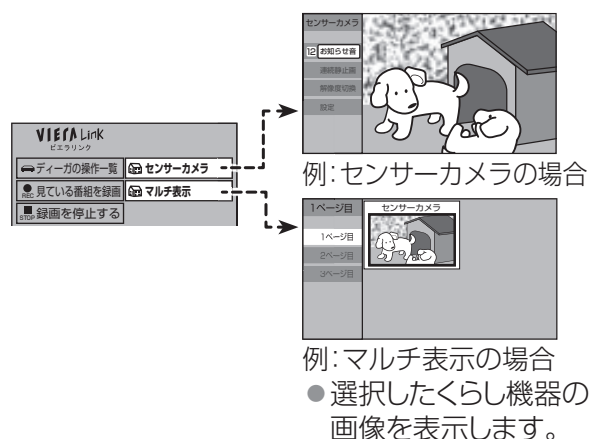 VIERA Link
ビエラリンク
ディーガの操作一覧
センサーカメラ
REC 見ている番組を録画
マルチ表示
STOP 録画を停止する
センサーカメラ
12 お知らせ音
連続静止画
解像度切換
設定
例：センサーカメラの場合
1ページ目
センサーカメラ
1ページ目
2ページ目
3ページ目
例：マルチ表示の場合
●選択したくらし機器の
画像を表示します。